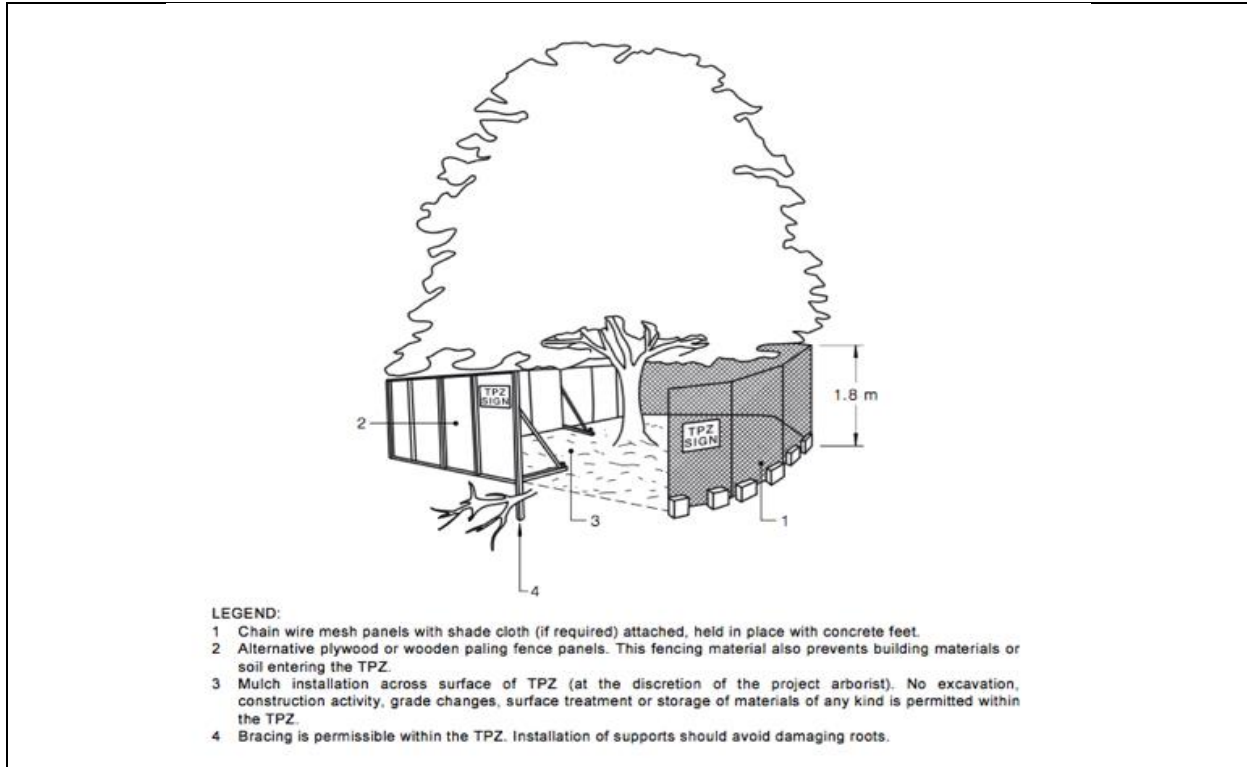 TPZ
SIGN
1.8 m
2
TPZ
SIGN
3
1
4
LEGEND:
1 Chain wire mesh panels with shade cloth (if required) attached, held in place with concrete feet.
2 Alternative plywood or wooden paling fence panels. This fencing material also prevents building materials or
soil entering the TPZ.
3 Mulch installation across surface of TPZ (at the discretion of the project arborist). No excavation,
construction activity, grade changes, surface treatment or storage of materials of any kind is permitted within
the TPZ.
4 Bracing is permissible within the TPZ. Installation of supports should avoid damaging roots.